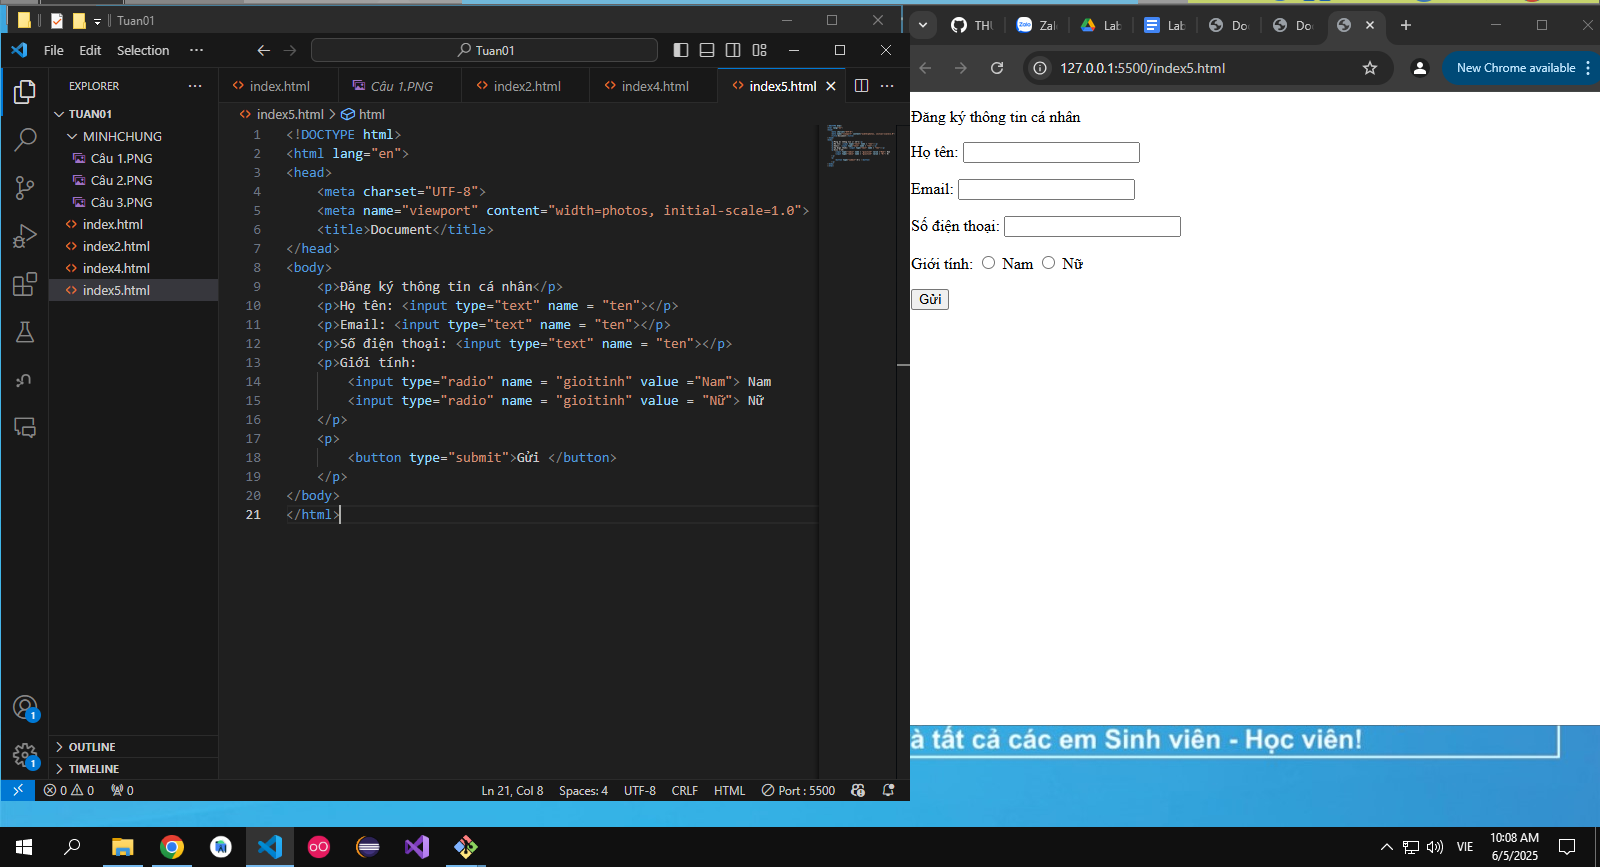 Tuan01
File Edit Selection ···
Tuan01
EXPLORER ···
TUAN01
MINHCHUNG
Câu 1.PNG
Câu 2.PNG
Câu 3.PNG
index.html
index2.html
index4.html
index5.html
OUTLINE
TIMELINE
index.html Câu 1.PNG index2.html index4.html index5.html ···
index5.html > html
1 <!DOCTYPE html>
2 <html lang="en">
3 <head>
4 <meta charset="UTF-8">
5 <meta name="viewport" content="width=photos, initial-scale=1.0">
6 <title>Document</title>
7 </head>
8 <body>
9 <p>Đăng ký thông tin cá nhân</p>
10 <p>Họ tên: <input type="text" name = "ten"></p>
11 <p>Email: <input type="text" name = "ten"></p>
12 <p>Số điện thoại: <input type="text" name = "ten"></p>
13 <p>Giới tính:
14 <input type="radio" name = "gioitinh" value ="Nam"> Nam
15 <input type="radio" name = "gioitinh" value = "Nữ"> Nữ
16 </p>
17 <p>
18 <button type="submit">Gửi </button>
19 </p>
20 </body>
21 </html>
1
1
0 0 0
Ln 21, Col 8 Spaces: 4 UTF-8 CRLF HTML Port : 5500
THU Zalo Lab Lab Do Do
127.0.0.1:5500/index5.html
New Chrome available
Đăng ký thông tin cá nhân
Họ tên:
Email:
Số điện thoại:
Giới tính: Nam Nữ
Gửi
à tất cả các em Sinh viên - Học viên!
VIE
10:08 AM
6/5/2025